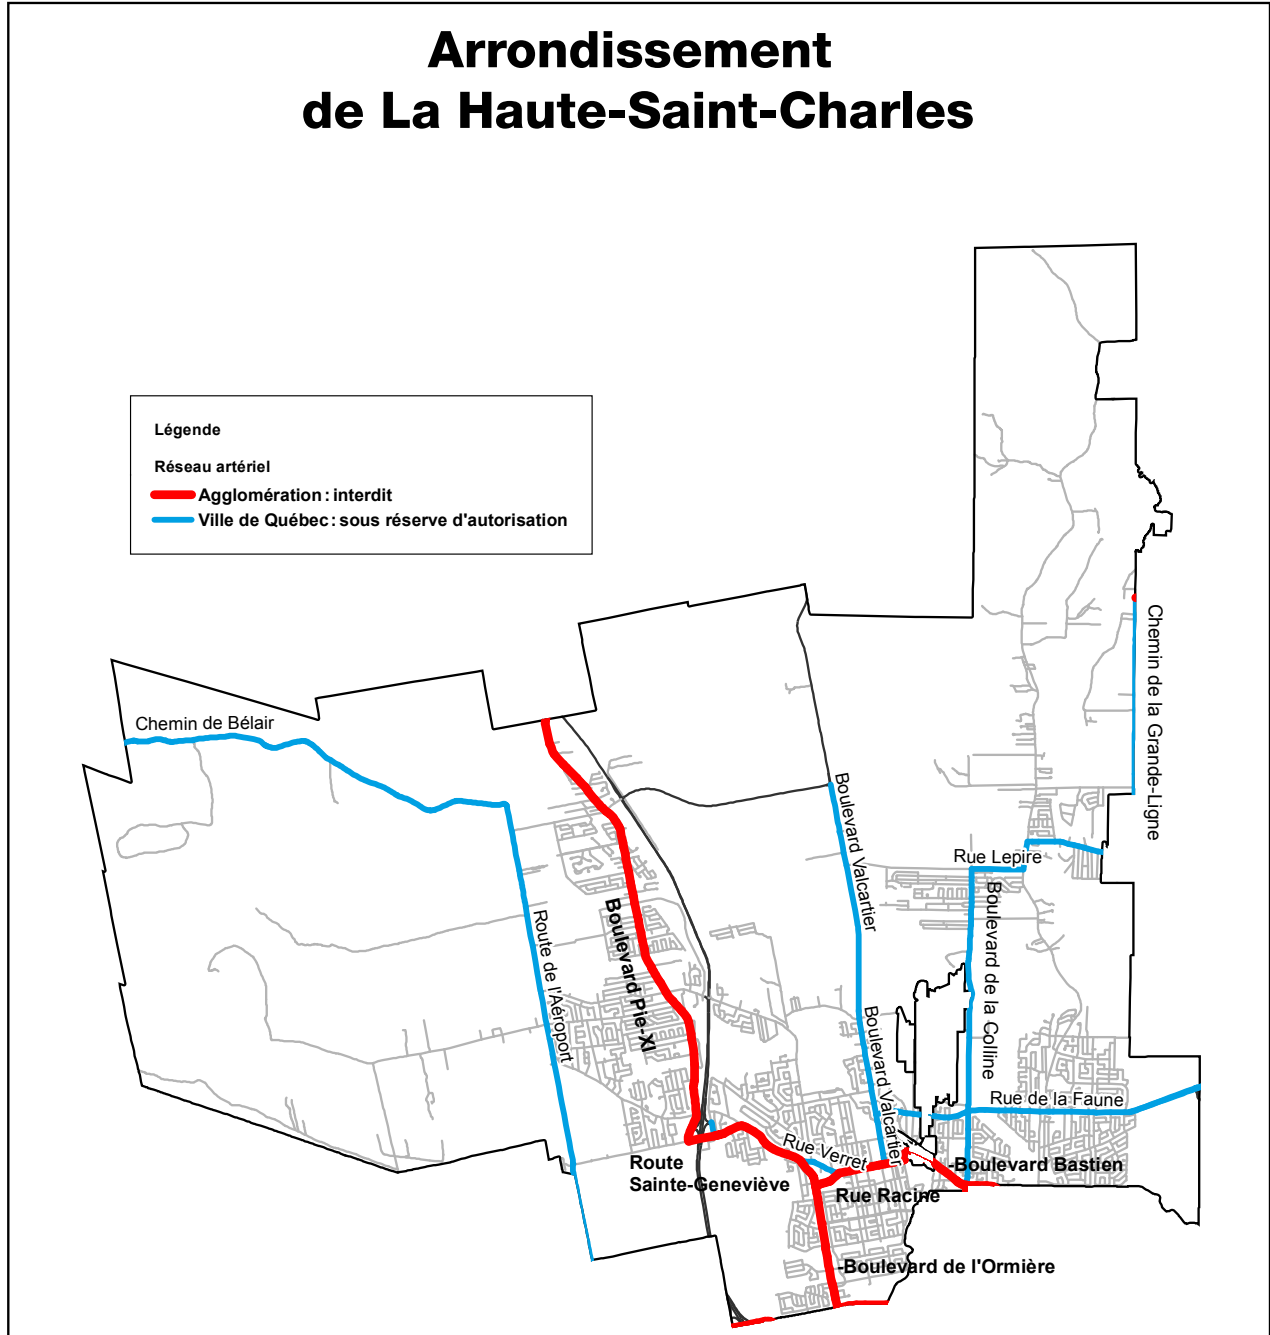 Arrondissement
de La Haute-Saint-Charles
Légende
Réseau artériel
Agglomération : interdit
Ville de Québec : sous réserve d'autorisation
Chemin de la Grande-Ligne
Chemin de Bélair
Boulevard Valcartier
Rue Lepire
Boulevard de la Colline
Boulevard Pie-XI
Route de l'Aéroport
Boulevard Valcartier
Rue de la Faune
Rue Verret
Route
Sainte-Geneviève
-Boulevard Bastien
Rue Racine
-Boulevard de l'Ormière